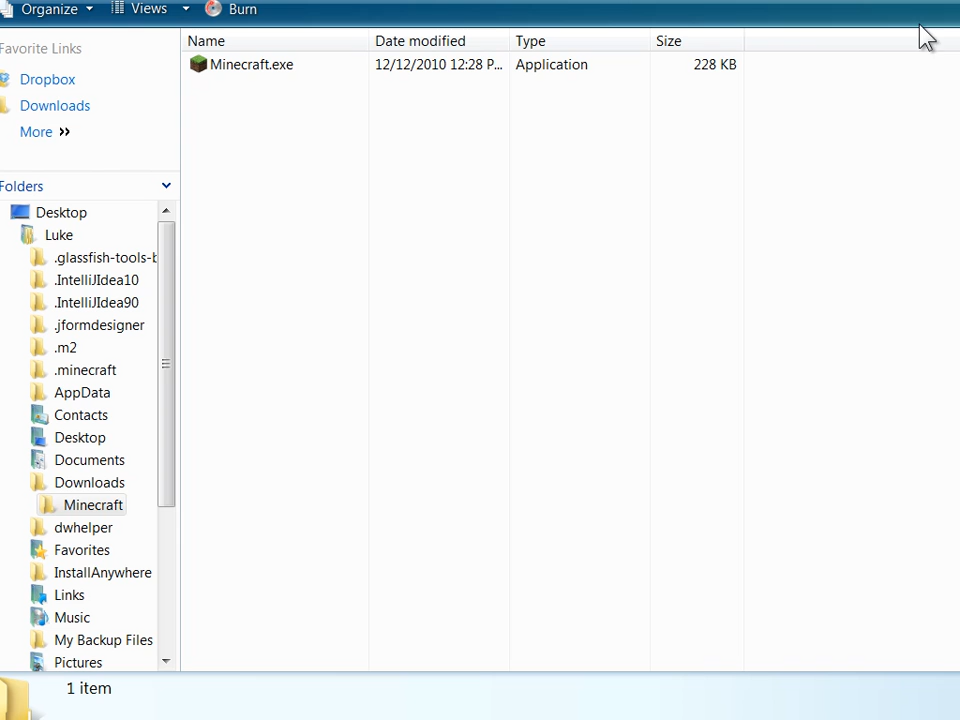 Organize Views Burn
Favorite Links
Dropbox
Downloads
More »
Folders
Desktop
Luke
.glassfish-tools-b
.IntelliJIdea10
.IntelliJIdea90
.jformdesigner
.m2
.minecraft
AppData
Contacts
Desktop
Documents
Downloads
Minecraft
dwhelper
Favorites
InstallAnywhere
Links
Music
My Backup Files
Pictures
Name Date modified Type Size
Minecraft.exe 12/12/2010 12:28 P... Application 228 KB
1 item